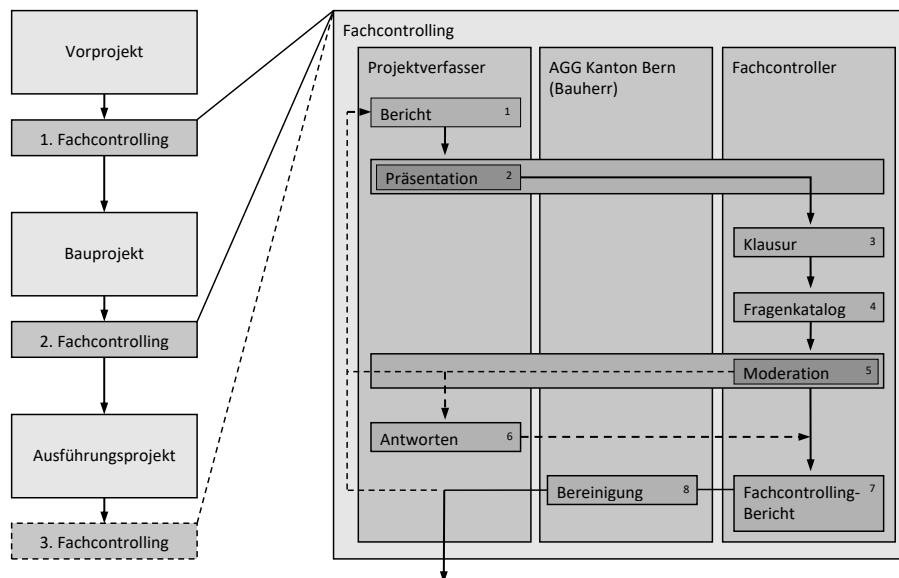 Vorprojekt
1. Fachcontrolling
Bauprojekt
2. Fachcontrolling
Ausführungsprojekt
3. Fachcontrolling
Fachcontrolling
Projektverfasser
AGG Kanton Bern
(Bauherr)
Fachcontroller
Bericht 1
Präsentation 2
Klausur 3
Fragenkatalog 4
Moderation 5
Antworten 6
Bereinigung 8
Fachcontrolling- 7
Bericht